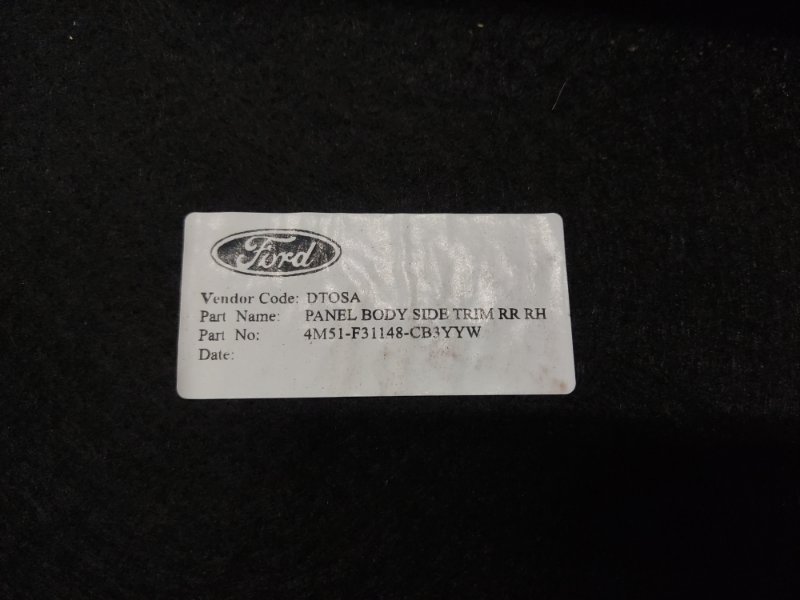 Ford
Vendor Code: DTOSA
Part Name: PANEL BODY SIDE TRIM RR RH
Part No: 4M51-F31148-CB3YYW
Date: